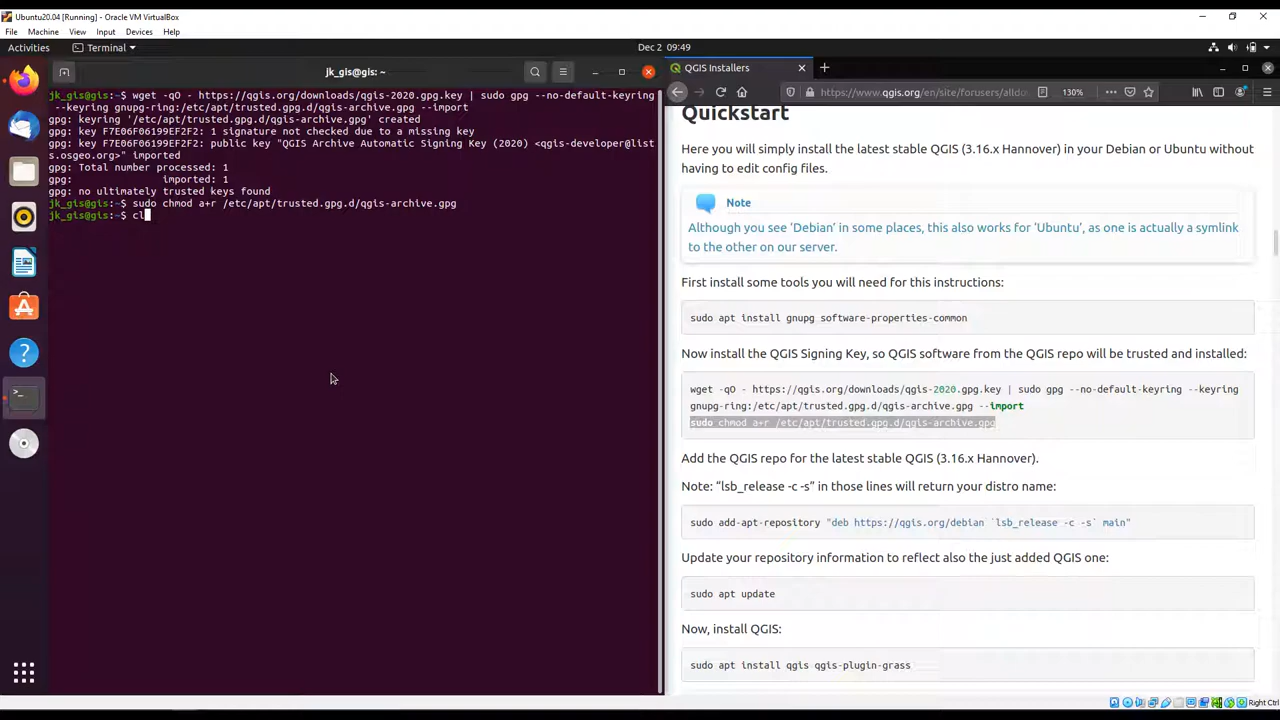 Ubuntu20.04 [Running] - Oracle VM VirtualBox
File Machine View Input Devices Help
Activities Terminal Dec 2 09:49
jk_gis@gis: ~
jk_gis@gis:~$ wget -qO - https://qgis.org/downloads/qgis-2020.gpg.key | sudo gpg --no-default-keyring
--keyring gnupg-ring:/etc/apt/trusted.gpg.d/qgis-archive.gpg --import
gpg: keyring '/etc/apt/trusted.gpg.d/qgis-archive.gpg' created
gpg: key F7E06F06199EF2F2: 1 signature not checked due to a missing key
gpg: key F7E06F06199EF2F2: public key "QGIS Archive Automatic Signing Key (2020) <qgis-developer@list
s.osgeo.org>" imported
gpg: Total number processed: 1
gpg: imported: 1
gpg: no ultimately trusted keys found
jk_gis@gis:~$ sudo chmod a+r /etc/apt/trusted.gpg.d/qgis-archive.gpg
jk_gis@gis:~$ cl
QGIS Installers
https://www.qgis.org/en/site/forusers/alldo
130%
Quickstart
Here you will simply install the latest stable QGIS (3.16.x Hannover) in your Debian or Ubuntu without
having to edit config files.
Note
Although you see ‘Debian’ in some places, this also works for ‘Ubuntu’, as one is actually a symlink
to the other on our server.
First install some tools you will need for this instructions:
sudo apt install gnupg software-properties-common
Now install the QGIS Signing Key, so QGIS software from the QGIS repo will be trusted and installed:
wget -qO - https://qgis.org/downloads/qgis-2020.gpg.key | sudo gpg --no-default-keyring --keyring
gnupg-ring:/etc/apt/trusted.gpg.d/qgis-archive.gpg --import
sudo chmod a+r /etc/apt/trusted.gpg.d/qgis-archive.gpg
Add the QGIS repo for the latest stable QGIS (3.16.x Hannover).
Note: “lsb_release -c -s” in those lines will return your distro name:
sudo add-apt-repository "deb https://qgis.org/debian `lsb_release -c -s` main"
Update your repository information to reflect also the just added QGIS one:
sudo apt update
Now, install QGIS:
sudo apt install qgis qgis-plugin-grass
Right Ctrl